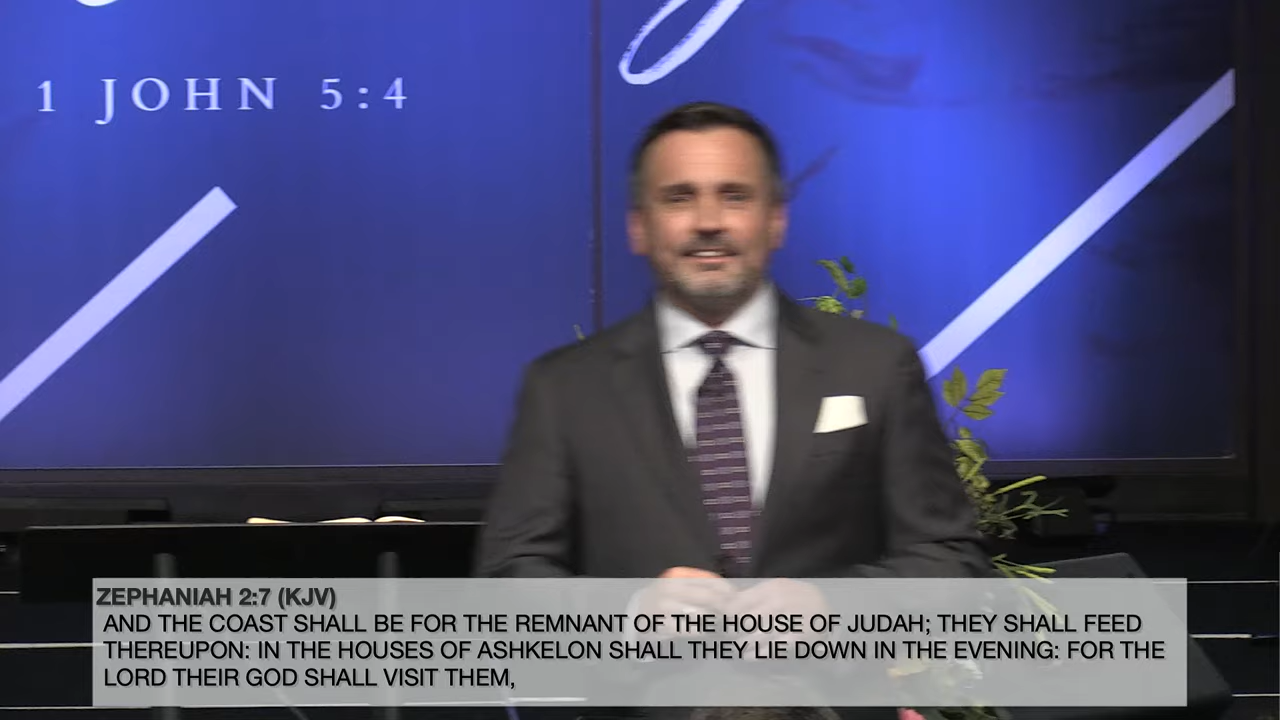 1 JOHN 5:4
ZEPHANIAH 2:7 (KJV)
AND THE COAST SHALL BE FOR THE REMNANT OF THE HOUSE OF JUDAH; THEY SHALL FEED
THEREUPON: IN THE HOUSES OF ASHKELON SHALL THEY LIE DOWN IN THE EVENING: FOR THE
LORD THEIR GOD SHALL VISIT THEM,